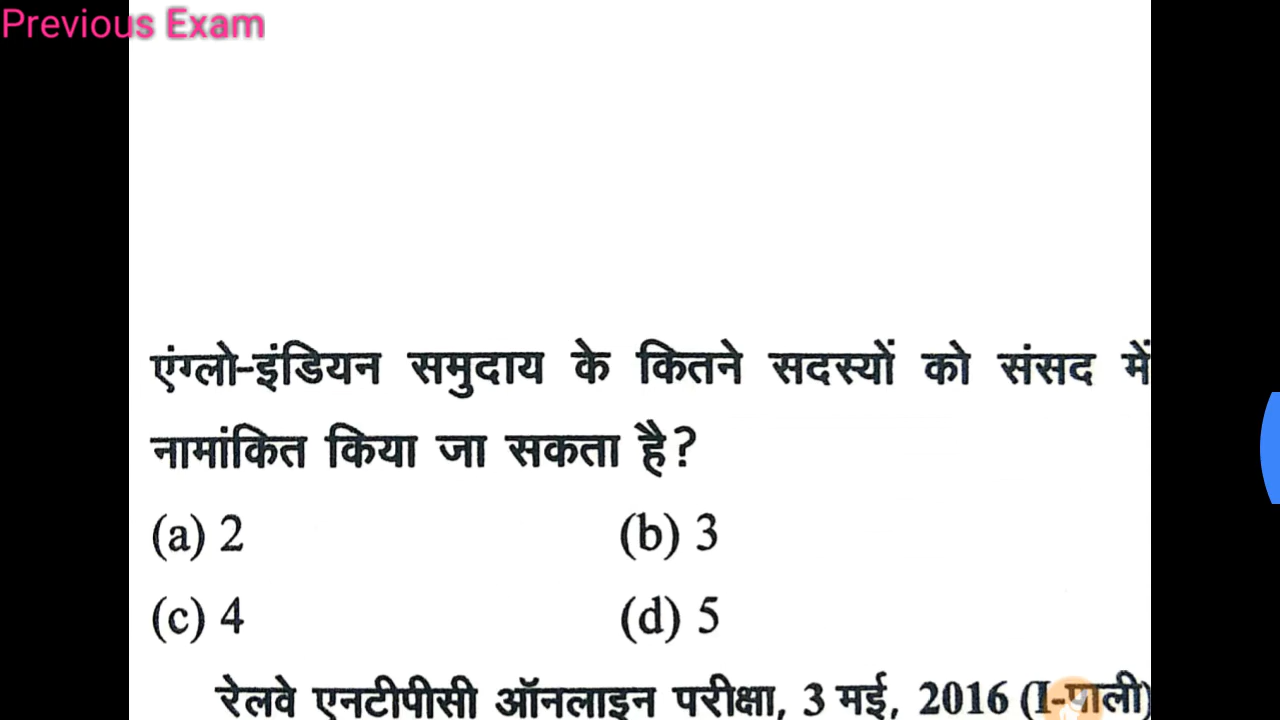 Previous Exam
एंग्लो-इंडियन समुदाय के कितने सदस्यों को संसद में
नामांकित किया जा सकता है?
(a) 2 (b) 3
(c) 4 (d) 5
रेलवे एनटीपीसी ऑनलाइन परीक्षा, 3 मई, 2016 (I-पाली)